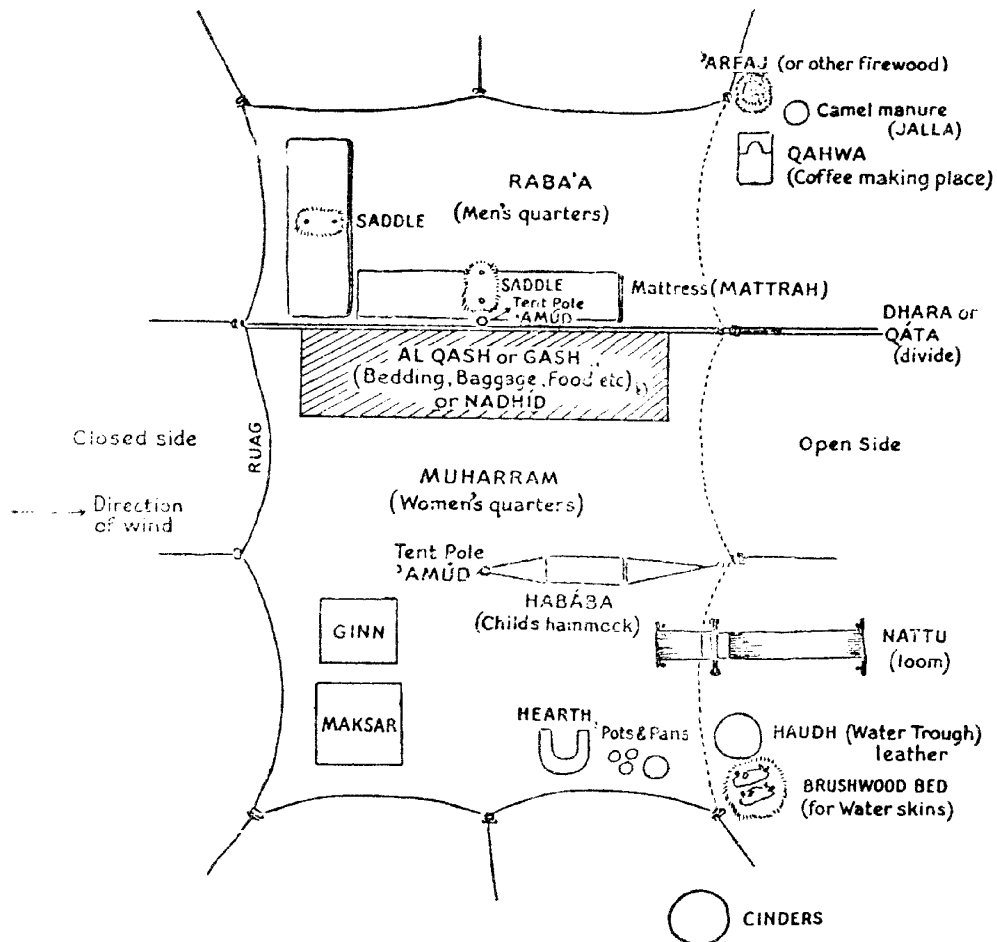 'ARFAJ (or other firewood)
Camel manure
(JALLA)
QAHWA
(Coffee making place)
RABA'A
(Men's quarters)
SADDLE
SADDLE
Tent Pole
'AMÚD
Mattress (MATTRAH)
DHARA or
QÁTA
(divide)
AL QASH or GASH
(Bedding, Baggage, Food etc)
or NADHÍD
Closed side
RUAG
Open Side
MUHARRAM
(Women's quarters)
Direction
of wind
Tent Pole
'AMÚD
HABÁBA
(Childs hammock)
GINN
NATTU
(loom)
MAKSAR
HEARTH
Pots & Pans
HAUDH (Water Trough)
leather
BRUSHWOOD BED
(for Water skins)
CINDERS